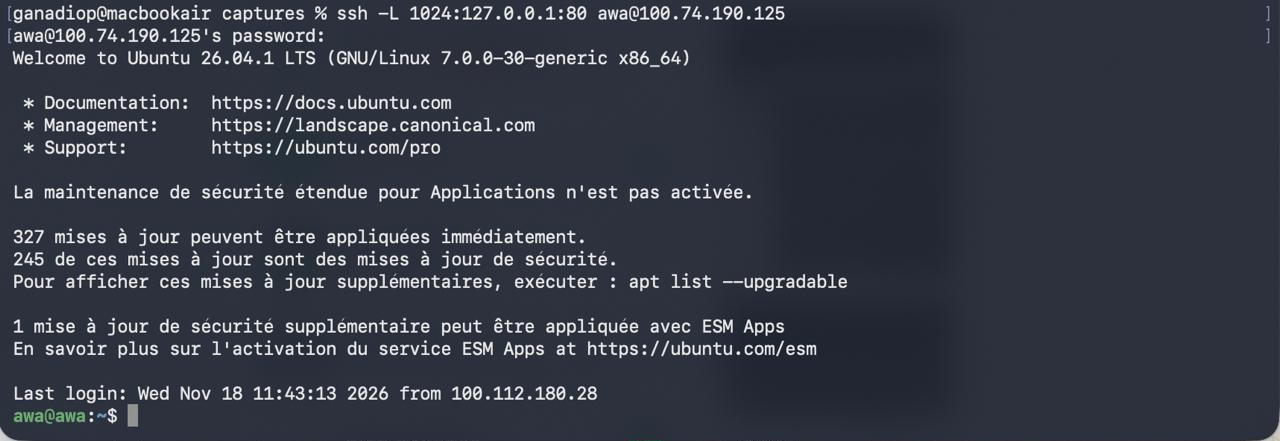 [ganadiop@macbookair captures % ssh -L 1024:127.0.0.1:80 awa@100.74.190.125 ]
[awa@100.74.190.125's password: ]
Welcome to Ubuntu 26.04.1 LTS (GNU/Linux 7.0.0-30-generic x86_64)
* Documentation: https://docs.ubuntu.com
* Management: https://landscape.canonical.com
* Support: https://ubuntu.com/pro
La maintenance de sécurité étendue pour Applications n'est pas activée.
327 mises à jour peuvent être appliquées immédiatement.
245 de ces mises à jour sont des mises à jour de sécurité.
Pour afficher ces mises à jour supplémentaires, exécuter : apt list --upgradable
1 mise à jour de sécurité supplémentaire peut être appliquée avec ESM Apps
En savoir plus sur l'activation du service ESM Apps at https://ubuntu.com/esm
Last login: Wed Nov 18 11:43:13 2026 from 100.112.180.28
awa@awa:~$